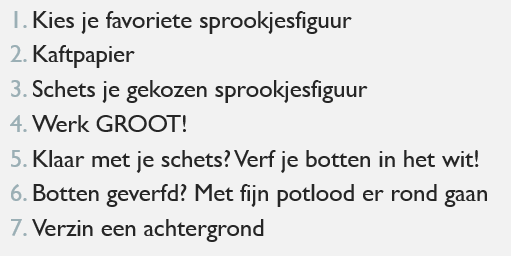 1. Kies je favoriete sprookjesfiguur
2. Kaftpapier
3. Schets je gekozen sprookjesfiguur
4. Werk GROOT!
5. Klaar met je schets? Verf je botten in het wit!
6. Botten geverfd? Met fijn potlood er rond gaan
7. Verzin een achtergrond